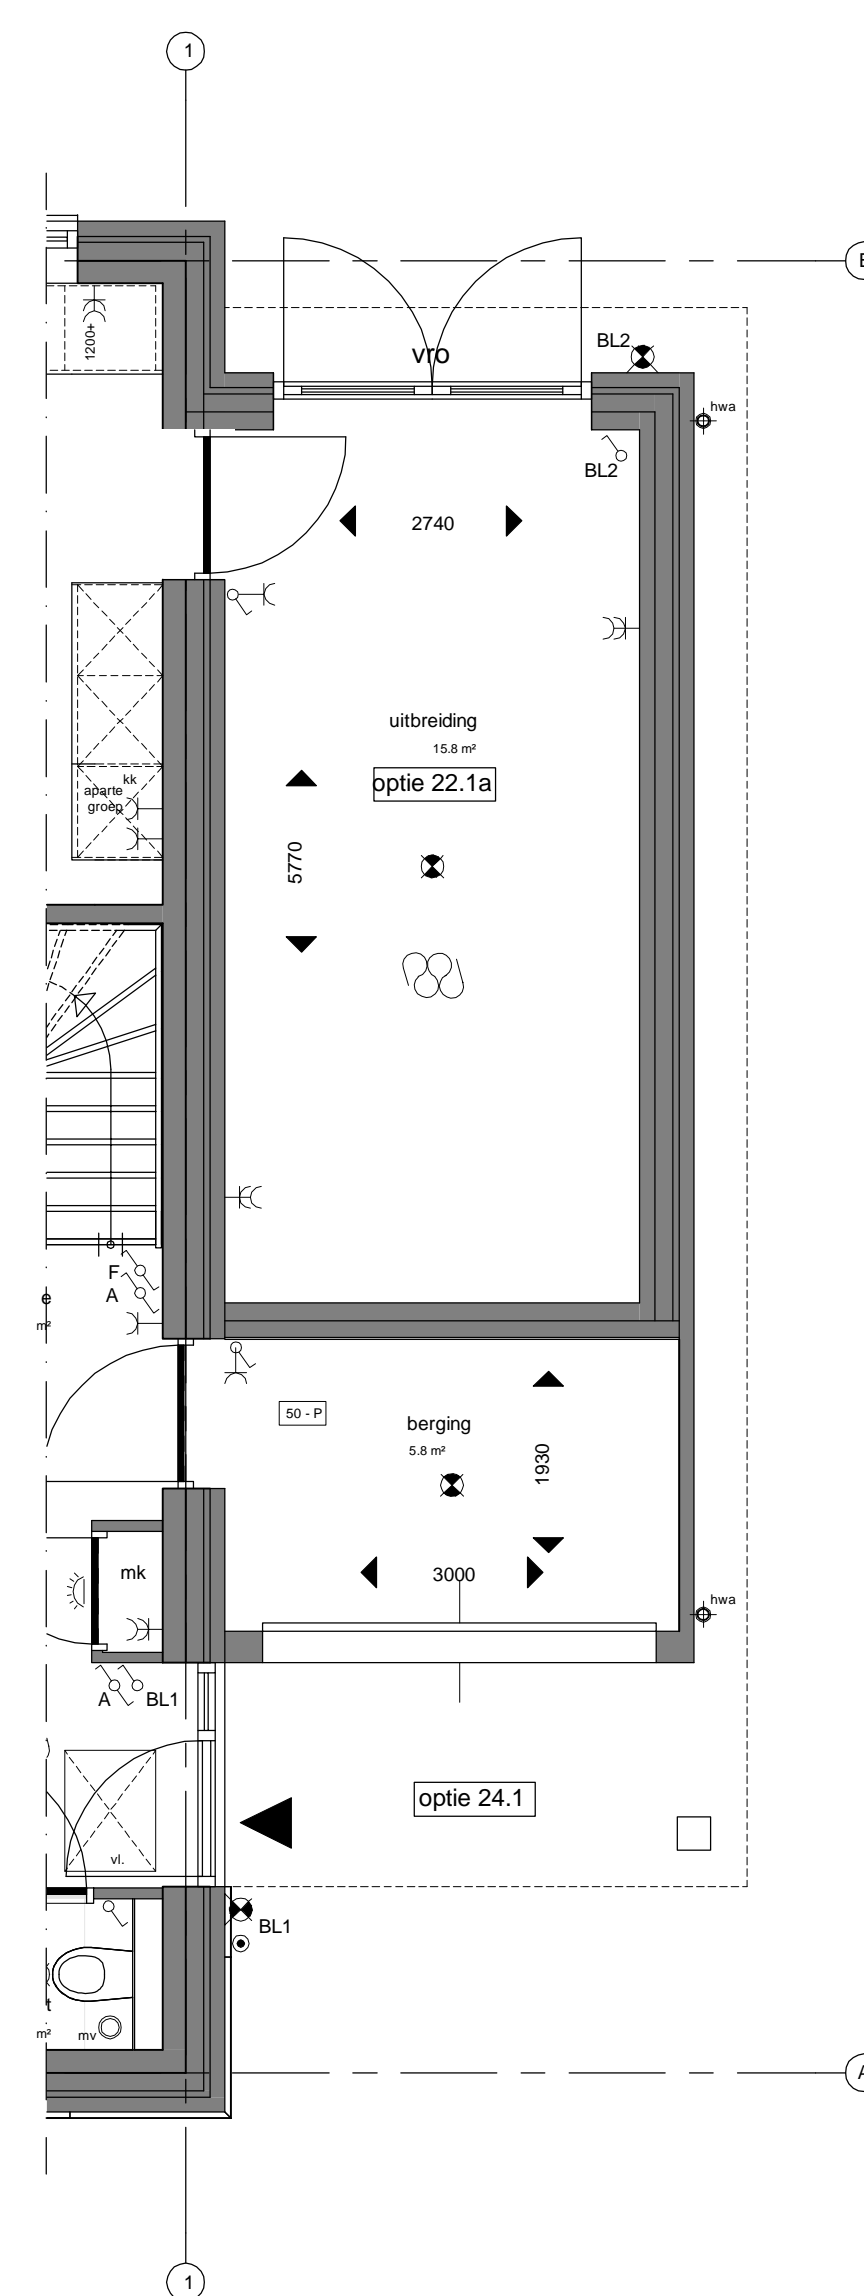 1
B
1200+
vro
BL2
hwa
BL2
2740
uitbreiding
15.8 m²
optie 22.1a
kk
aparte
groep
5770
F
A
e
m²
50 - P
berging
5.8 m²
1930
mk
3000
hwa
A
BL1
optie 24.1
vl.
BL1
t
m²
mv
A
1